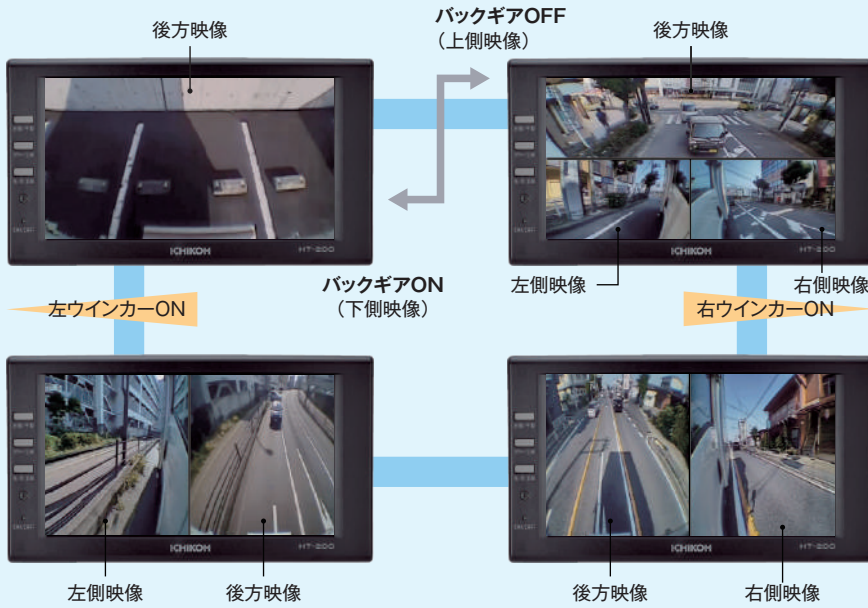 バックギアOFF
（上側映像）
後方映像
後方映像
ICHIKOH
HT-200
ICHIKOH
HT-200
左側映像
右側映像
バックギアON
（下側映像）
左ウインカーON
右ウインカーON
ICHIKOH
HT-200
ICHIKOH
HT-200
左側映像
後方映像
後方映像
右側映像